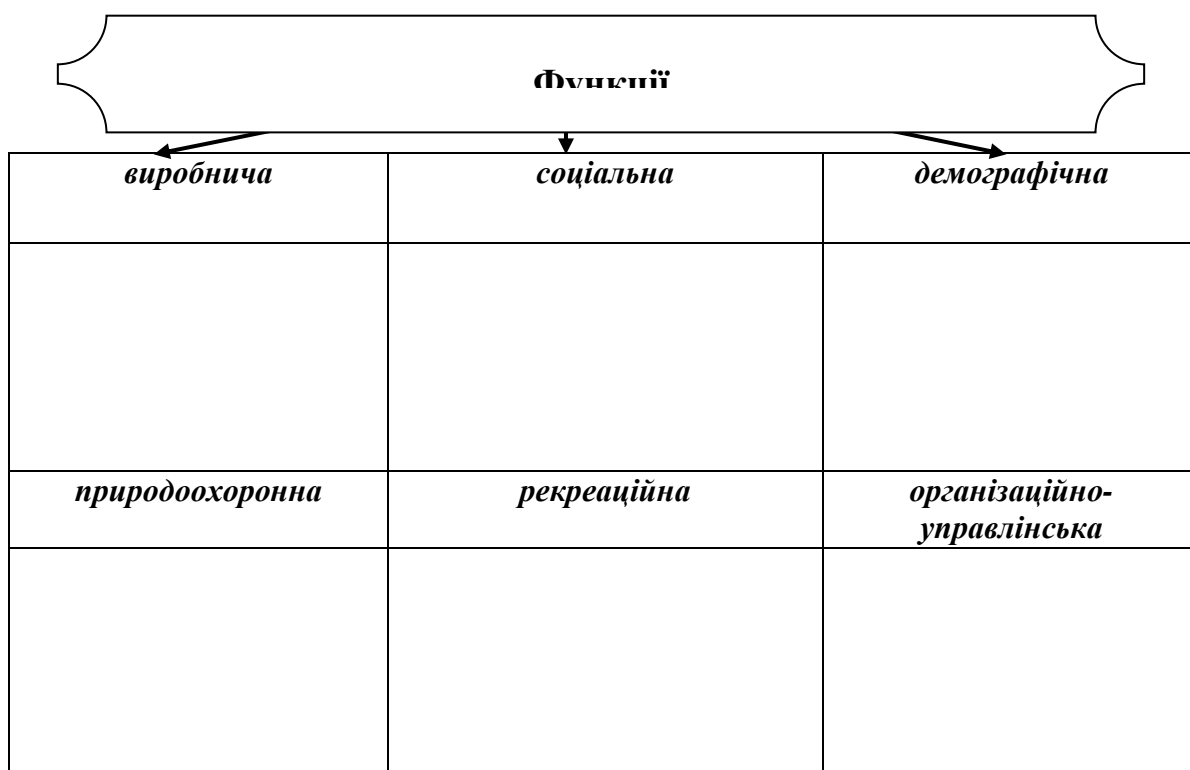 Функції
виробнича
соціальна
демографічна
природоохоронна
рекреаційна
організаційно-
управлінська